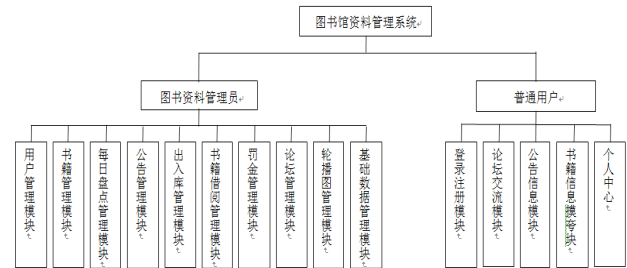 图书馆资料管理系统
图书资料管理员
普通用户
用户管理模块
书籍管理模块
每日盘点管理模块
公告管理模块
出入库管理模块
书籍借阅管理模块
罚金管理模块
论坛管理模块
轮播图管理模块
基础数据管理模块
登录注册模块
论坛交流模块
公告信息模块
书籍信息模块
个人中心